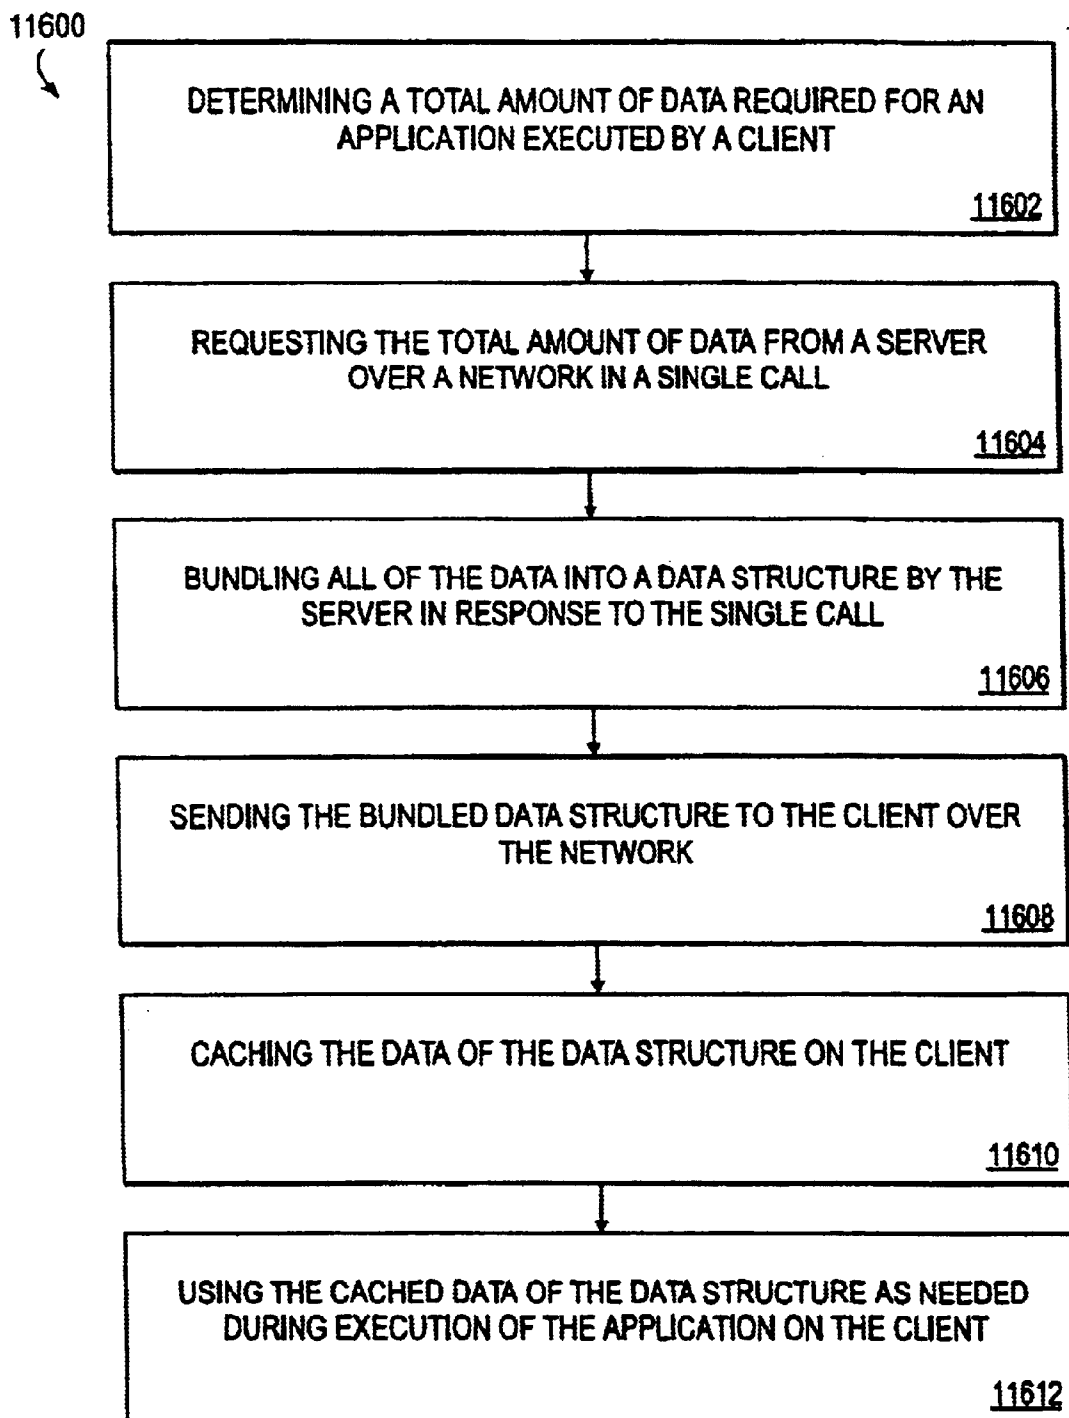 11600
DETERMINING A TOTAL AMOUNT OF DATA REQUIRED FOR AN
APPLICATION EXECUTED BY A CLIENT
11602
REQUESTING THE TOTAL AMOUNT OF DATA FROM A SERVER
OVER A NETWORK IN A SINGLE CALL
11604
BUNDLING ALL OF THE DATA INTO A DATA STRUCTURE BY THE
SERVER IN RESPONSE TO THE SINGLE CALL
11606
SENDING THE BUNDLED DATA STRUCTURE TO THE CLIENT OVER
THE NETWORK
11608
CACHING THE DATA OF THE DATA STRUCTURE ON THE CLIENT
11610
USING THE CACHED DATA OF THE DATA STRUCTURE AS NEEDED
DURING EXECUTION OF THE APPLICATION ON THE CLIENT
11612